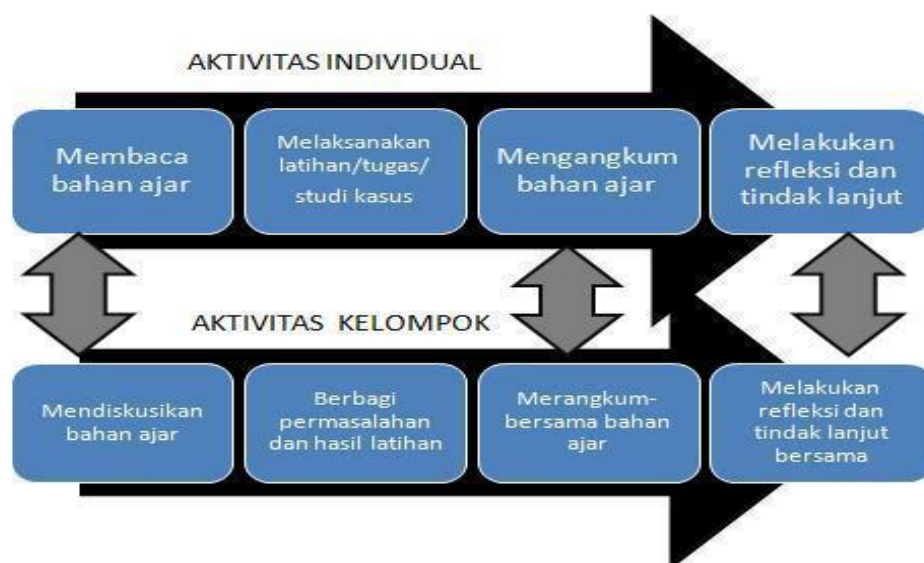 AKTIVITAS INDIVIDUAL
Membaca
bahan ajar
Melaksanakan
latihan/tugas/
studi kasus
Mengangkum
bahan ajar
Melakukan
refleksi dan
tindak lanjut
AKTIVITAS KELOMPOK
Mendiskusikan
bahan ajar
Berbagi
permasalahan
dan hasil latihan
Merangkum-
bersama bahan
ajar
Melakukan
refleksi dan
tindak lanjut
bersama